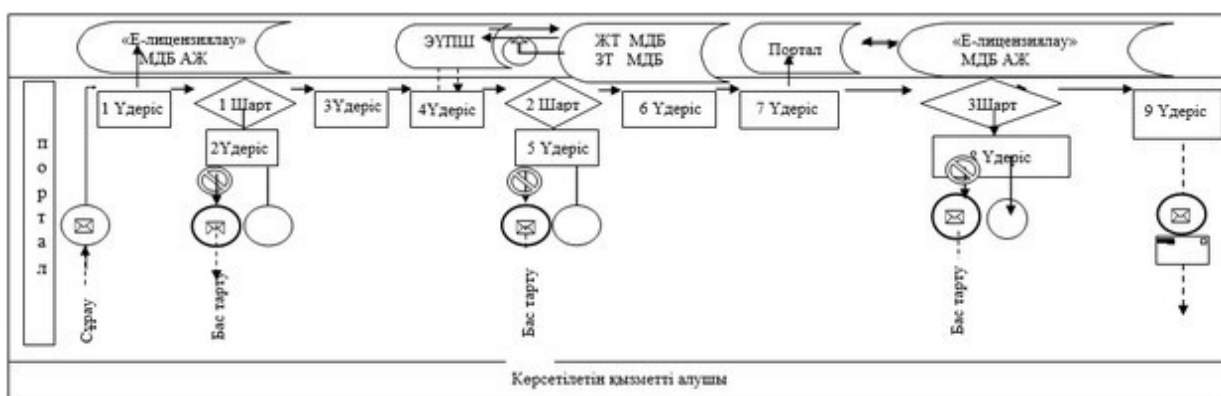 «Е-лицензиялау»
МДБ АЖ
ЭҮПШ
ЖТ МДБ
ЗТ МДБ
Портал
«Е-лицензиялау»
МДБ АЖ
1 Үдеріс
1 Шарт
3Үдеріс
4Үдеріс
2 Шарт
6 Үдеріс
7 Үдеріс
3Шарт
9 Үдеріс
2Үдеріс
5 Үдеріс
8 Үдеріс
портал
Сұрау
Бас тарту
Бас тарту
Бас тарту
Көрсетілетін қызметті алушы